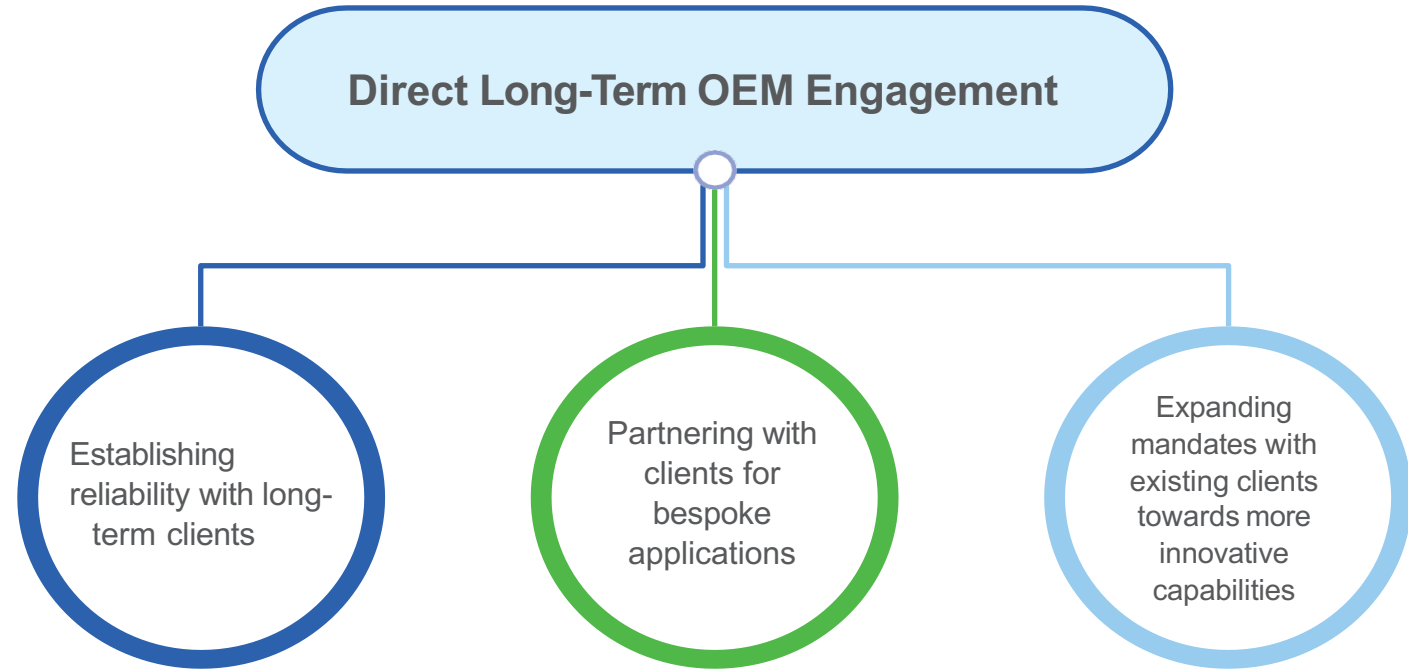 Direct Long-Term OEM Engagement
Establishing
reliability with long-
term clients
Partnering with
clients for
bespoke
applications
Expanding
mandates with
existing clients
towards more
innovative
capabilities